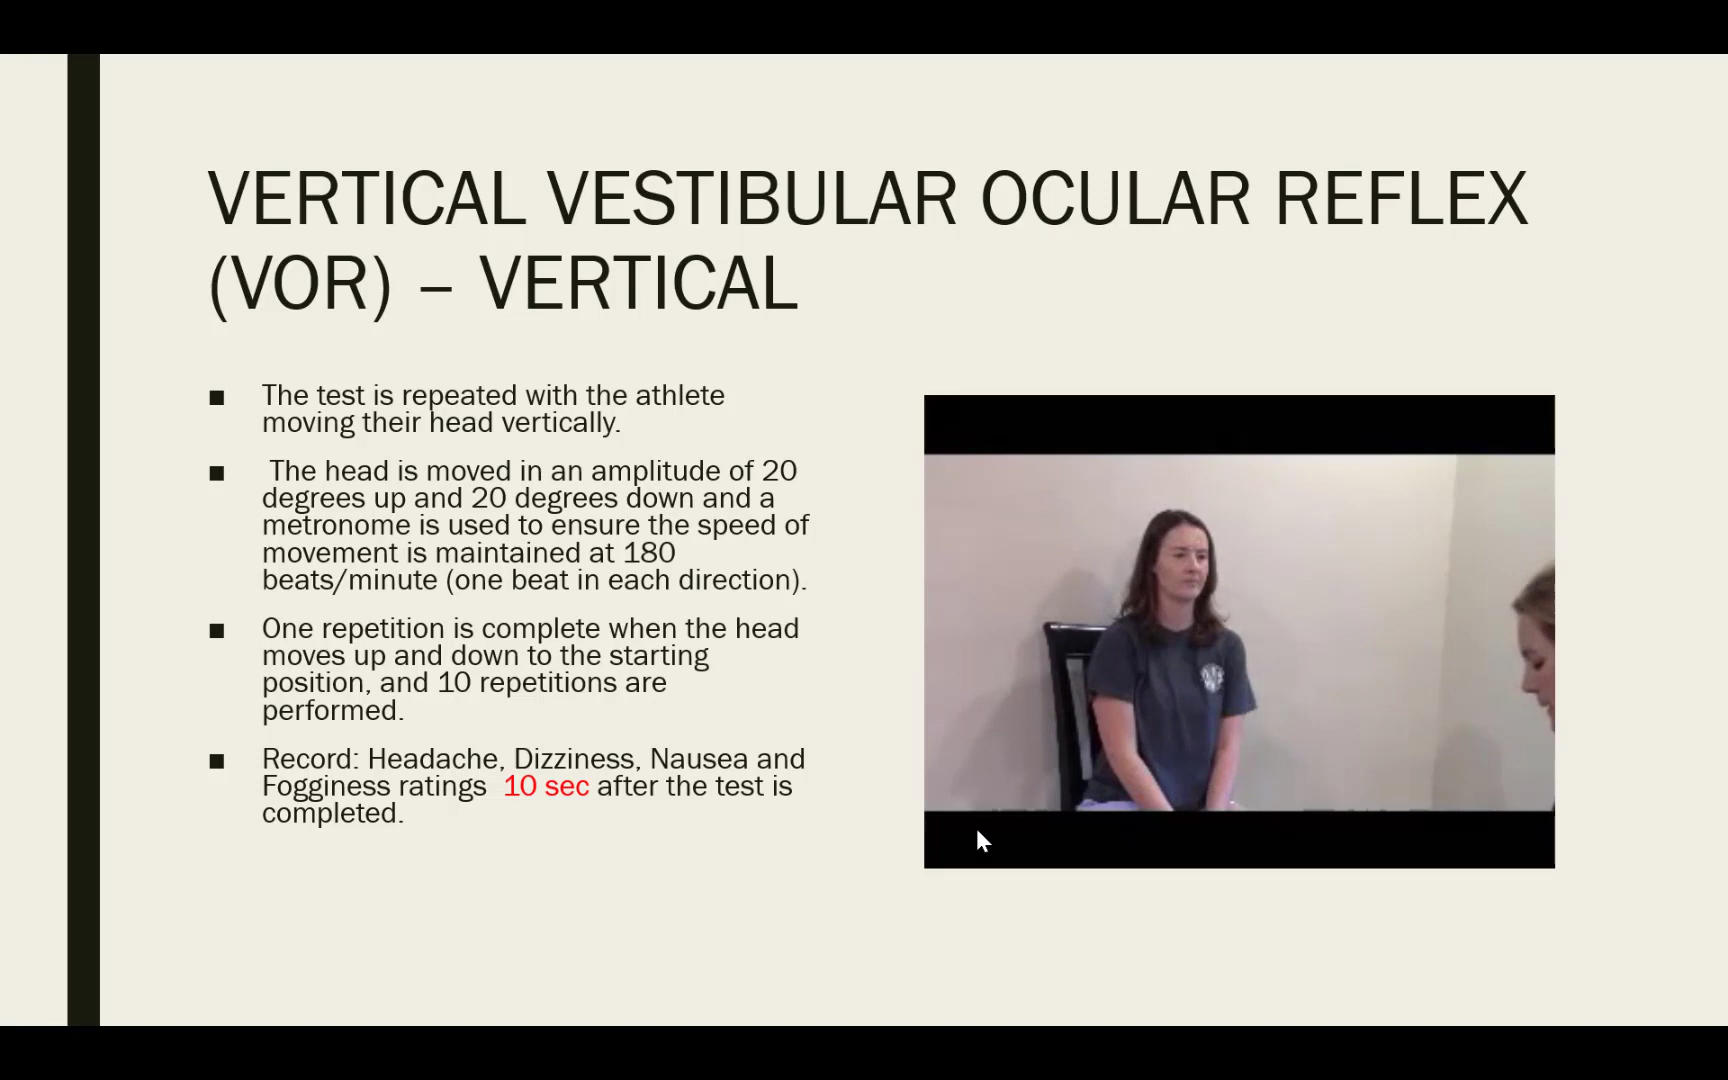 VERTICAL VESTIBULAR OCULAR REFLEX
(VOR) – VERTICAL
■ The test is repeated with the athlete
moving their head vertically.
■ The head is moved in an amplitude of 20
degrees up and 20 degrees down and a
metronome is used to ensure the speed of
movement is maintained at 180
beats/minute (one beat in each direction).
■ One repetition is complete when the head
moves up and down to the starting
position, and 10 repetitions are
performed.
■ Record: Headache, Dizziness, Nausea and
Fogginess ratings 10 sec after the test is
completed.